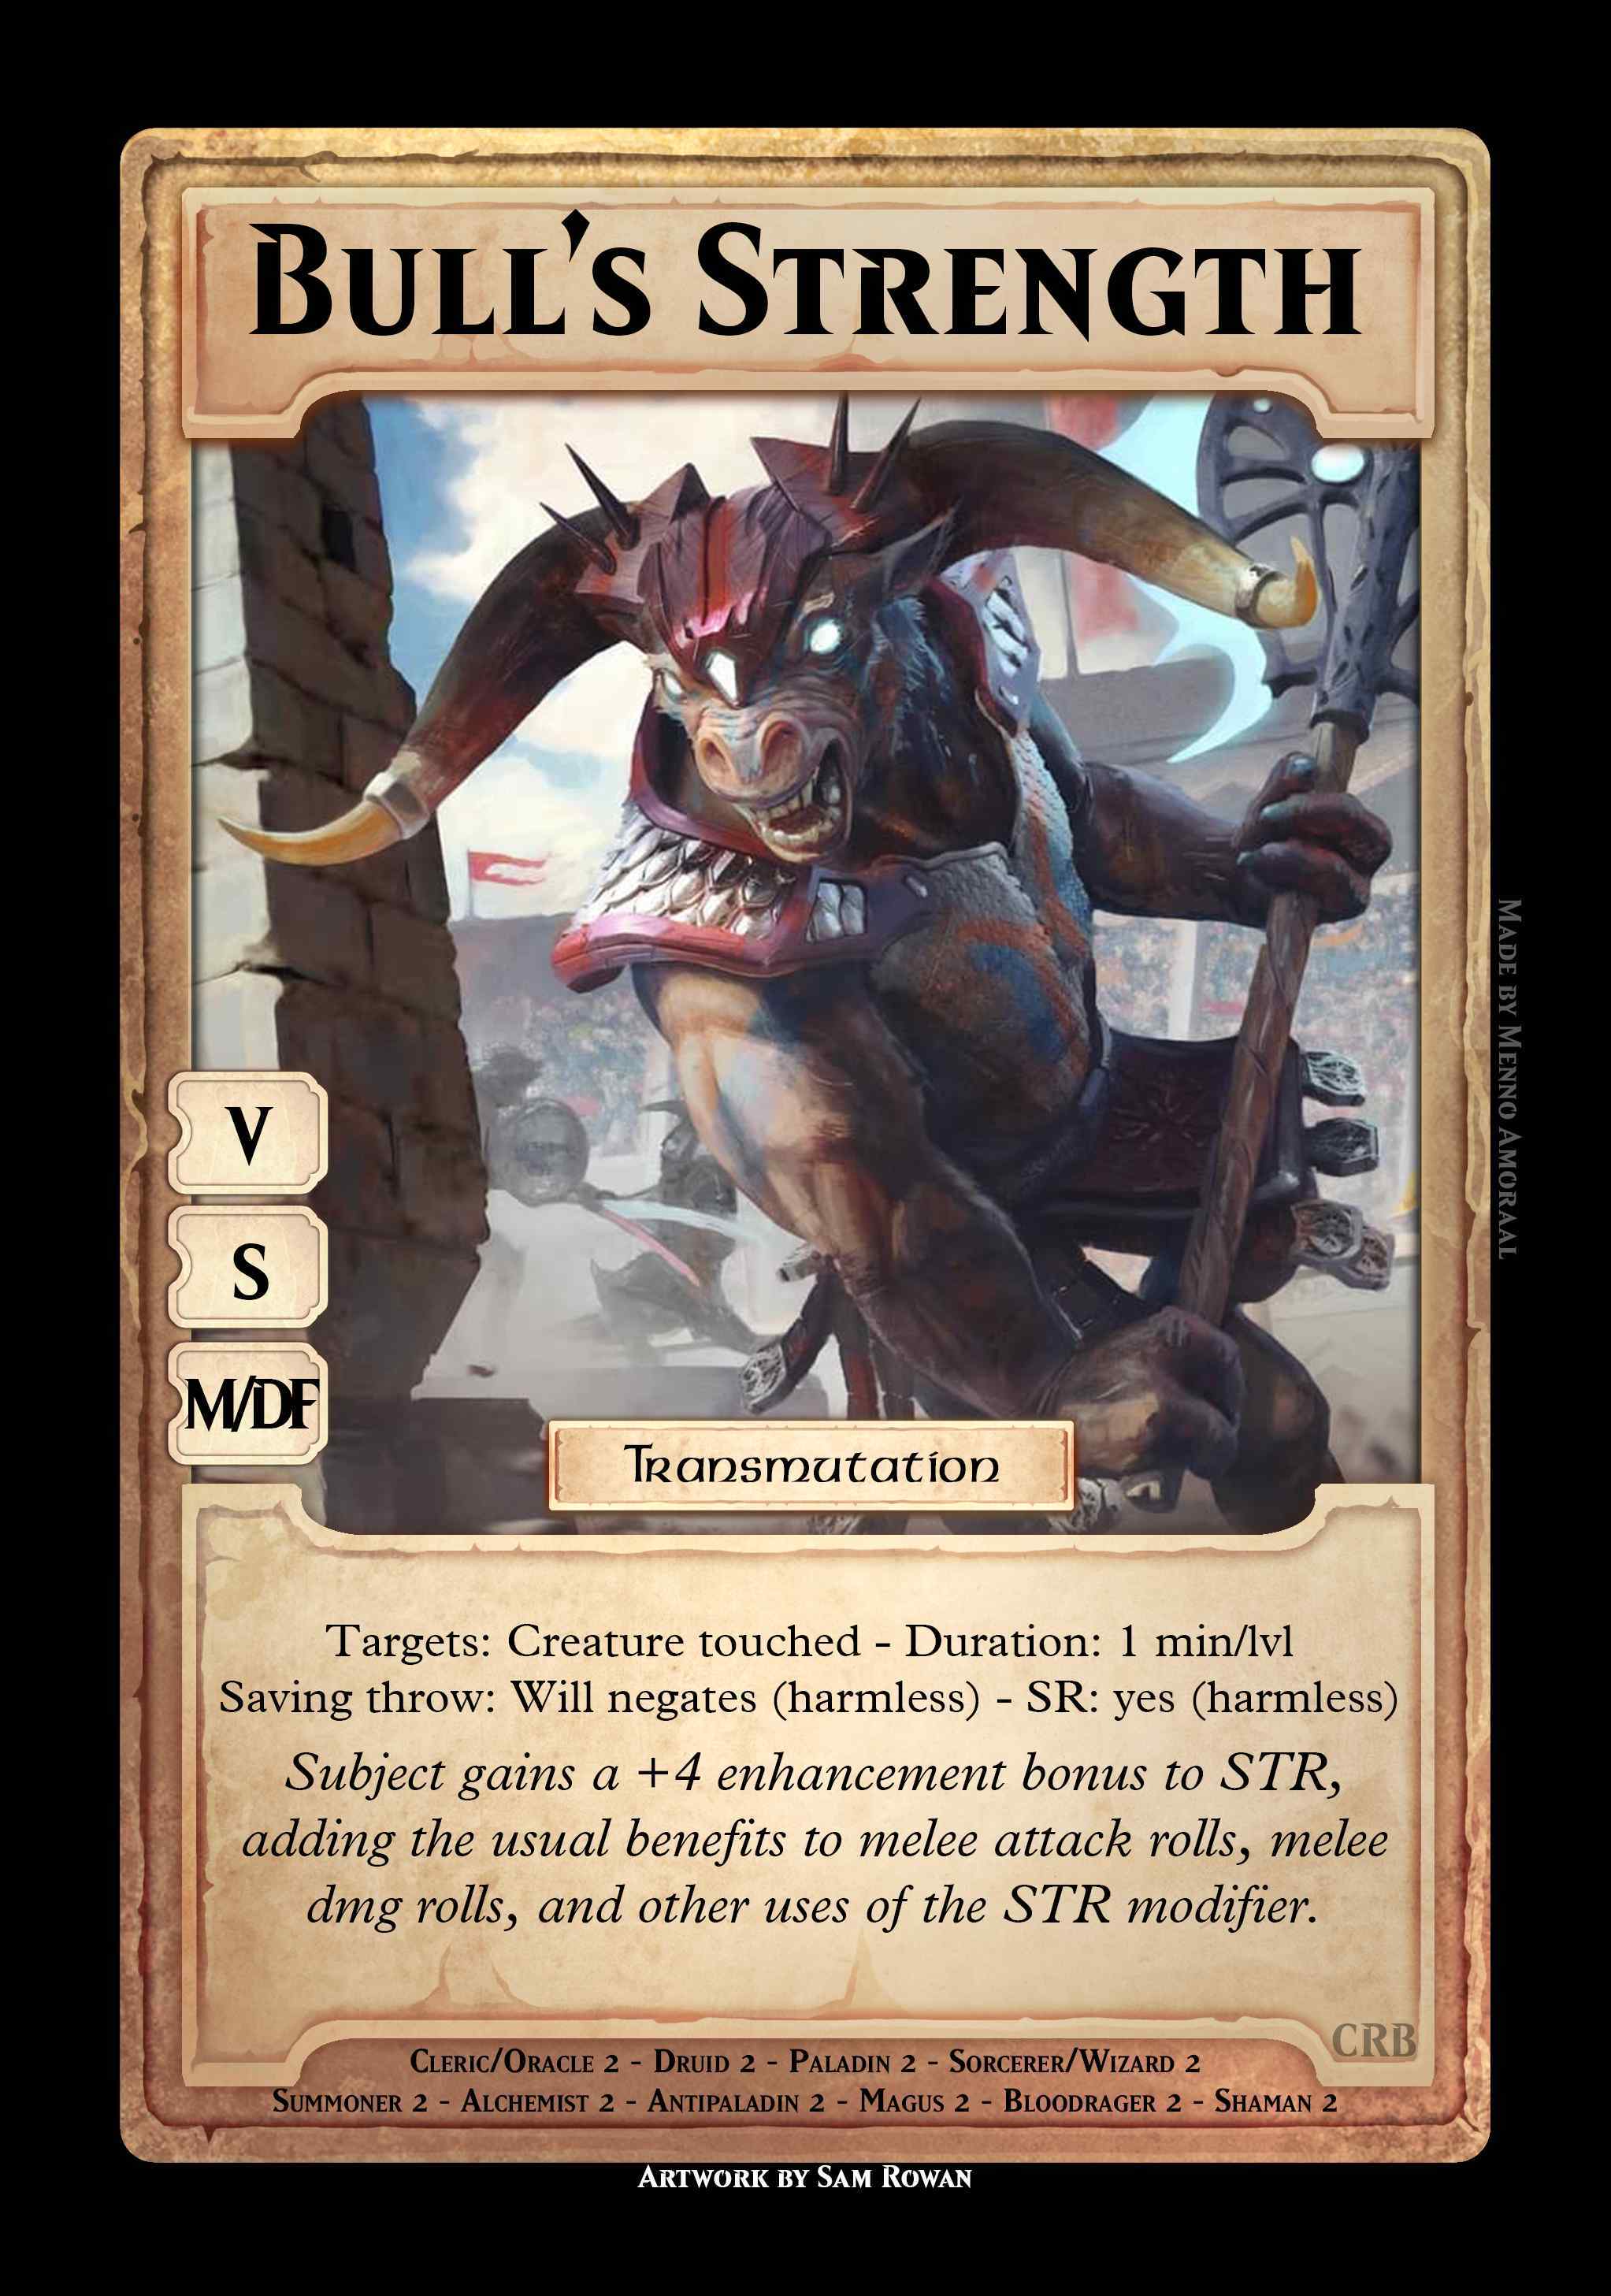 Bull's Strength
V
S
M/DF
Transmutation
Targets: Creature touched - Duration: 1 min/lvl
Saving throw: Will negates (harmless) - SR: yes (harmless)
Subject gains a +4 enhancement bonus to STR,
adding the usual benefits to melee attack rolls, melee
dmg rolls, and other uses of the STR modifier.
CRB
Cleric/Oracle 2 - Druid 2 - Paladin 2 - Sorcerer/Wizard 2
Summoner 2 - Alchemist 2 - Antipaladin 2 - Magus 2 - Bloodrager 2 - Shaman 2
Artwork by Sam Rowan
Made by Menno Amoraal